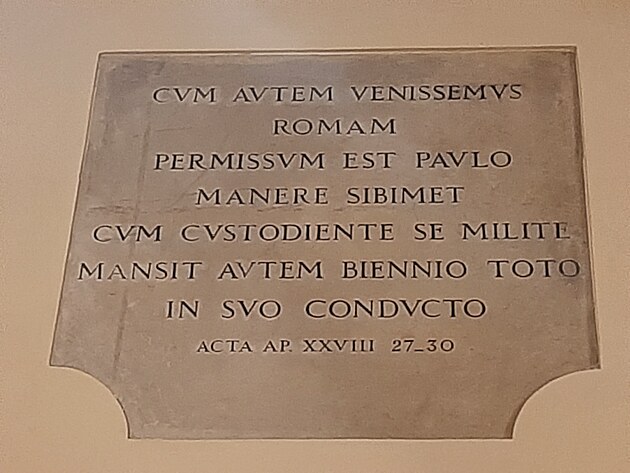 CVM AVTEM VENISSEMVS
ROMAM
PERMISSVM EST PAVLO
MANERE SIBIMET
CVM CVSTODIENTE SE MILITE
MANSIT AVTEM BIENNIO TOTO
IN SVO CONDVCTO
ACTA AP. XXVIII 27_30